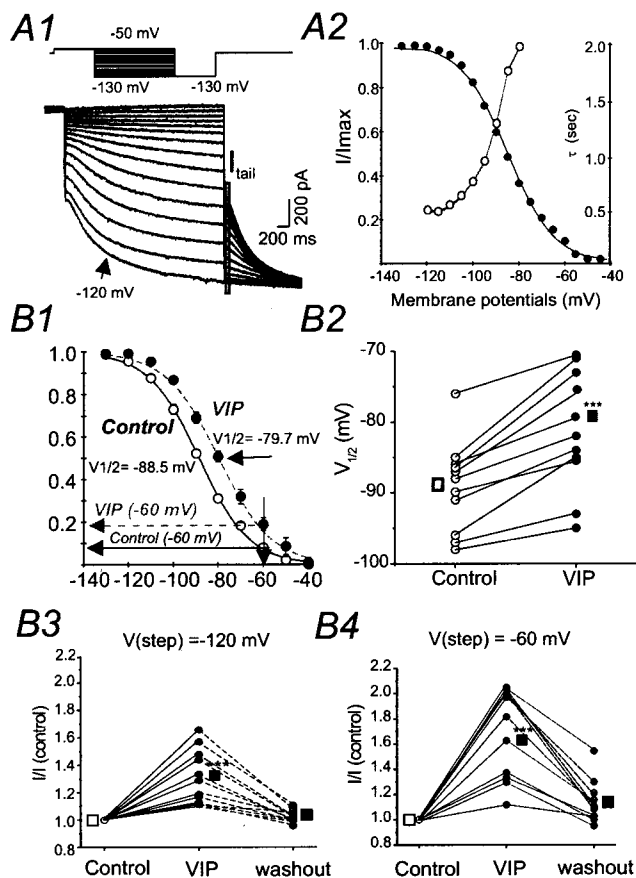 A1
-50 mV
-130 mV
-130 mV
tail
200 pA
200 ms
-120 mV
A2
I/Imax
1.0
0.8
0.6
0.4
0.2
2.0
1.5
1.0
0.5
τ (sec)
-140 -120 -100 -80 -60 -40
Membrane potentials (mV)
B1
1.0
0.8
0.6
0.4
0.2
Control
VIP
V1/2= -79.7 mV
V1/2= -88.5 mV
VIP (-60 mV)
Control (-60 mV)
-140 -120 -100 -80 -60 -40
B2
V1/2 (mV)
-70
-80
-90
-100
***
Control VIP
B3
V(step) =-120 mV
I/I (control)
2.2
2.0
1.8
1.6
1.4
1.2
1.0
0.8
***
Control VIP washout
B4
V(step) = -60 mV
I/I (control)
2.2
2.0
1.8
1.6
1.4
1.2
1.0
0.8
***
Control VIP washout